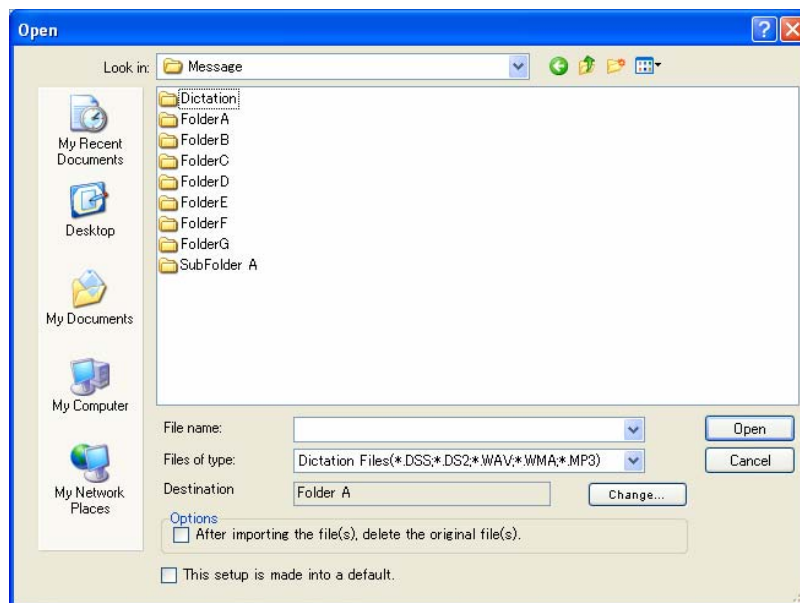 Open
Look in: Message
Dictation
FolderA
FolderB
FolderC
FolderD
FolderE
FolderF
FolderG
SubFolder A
My Recent
Documents
Desktop
My Documents
My Computer
My Network
Places
File name:
Open
Files of type: Dictation Files(*.DSS;*.DS2;*.WAV;*.WMA;*.MP3)
Cancel
Destination Folder A Change...
Options
After importing the file(s), delete the original file(s).
This setup is made into a default.